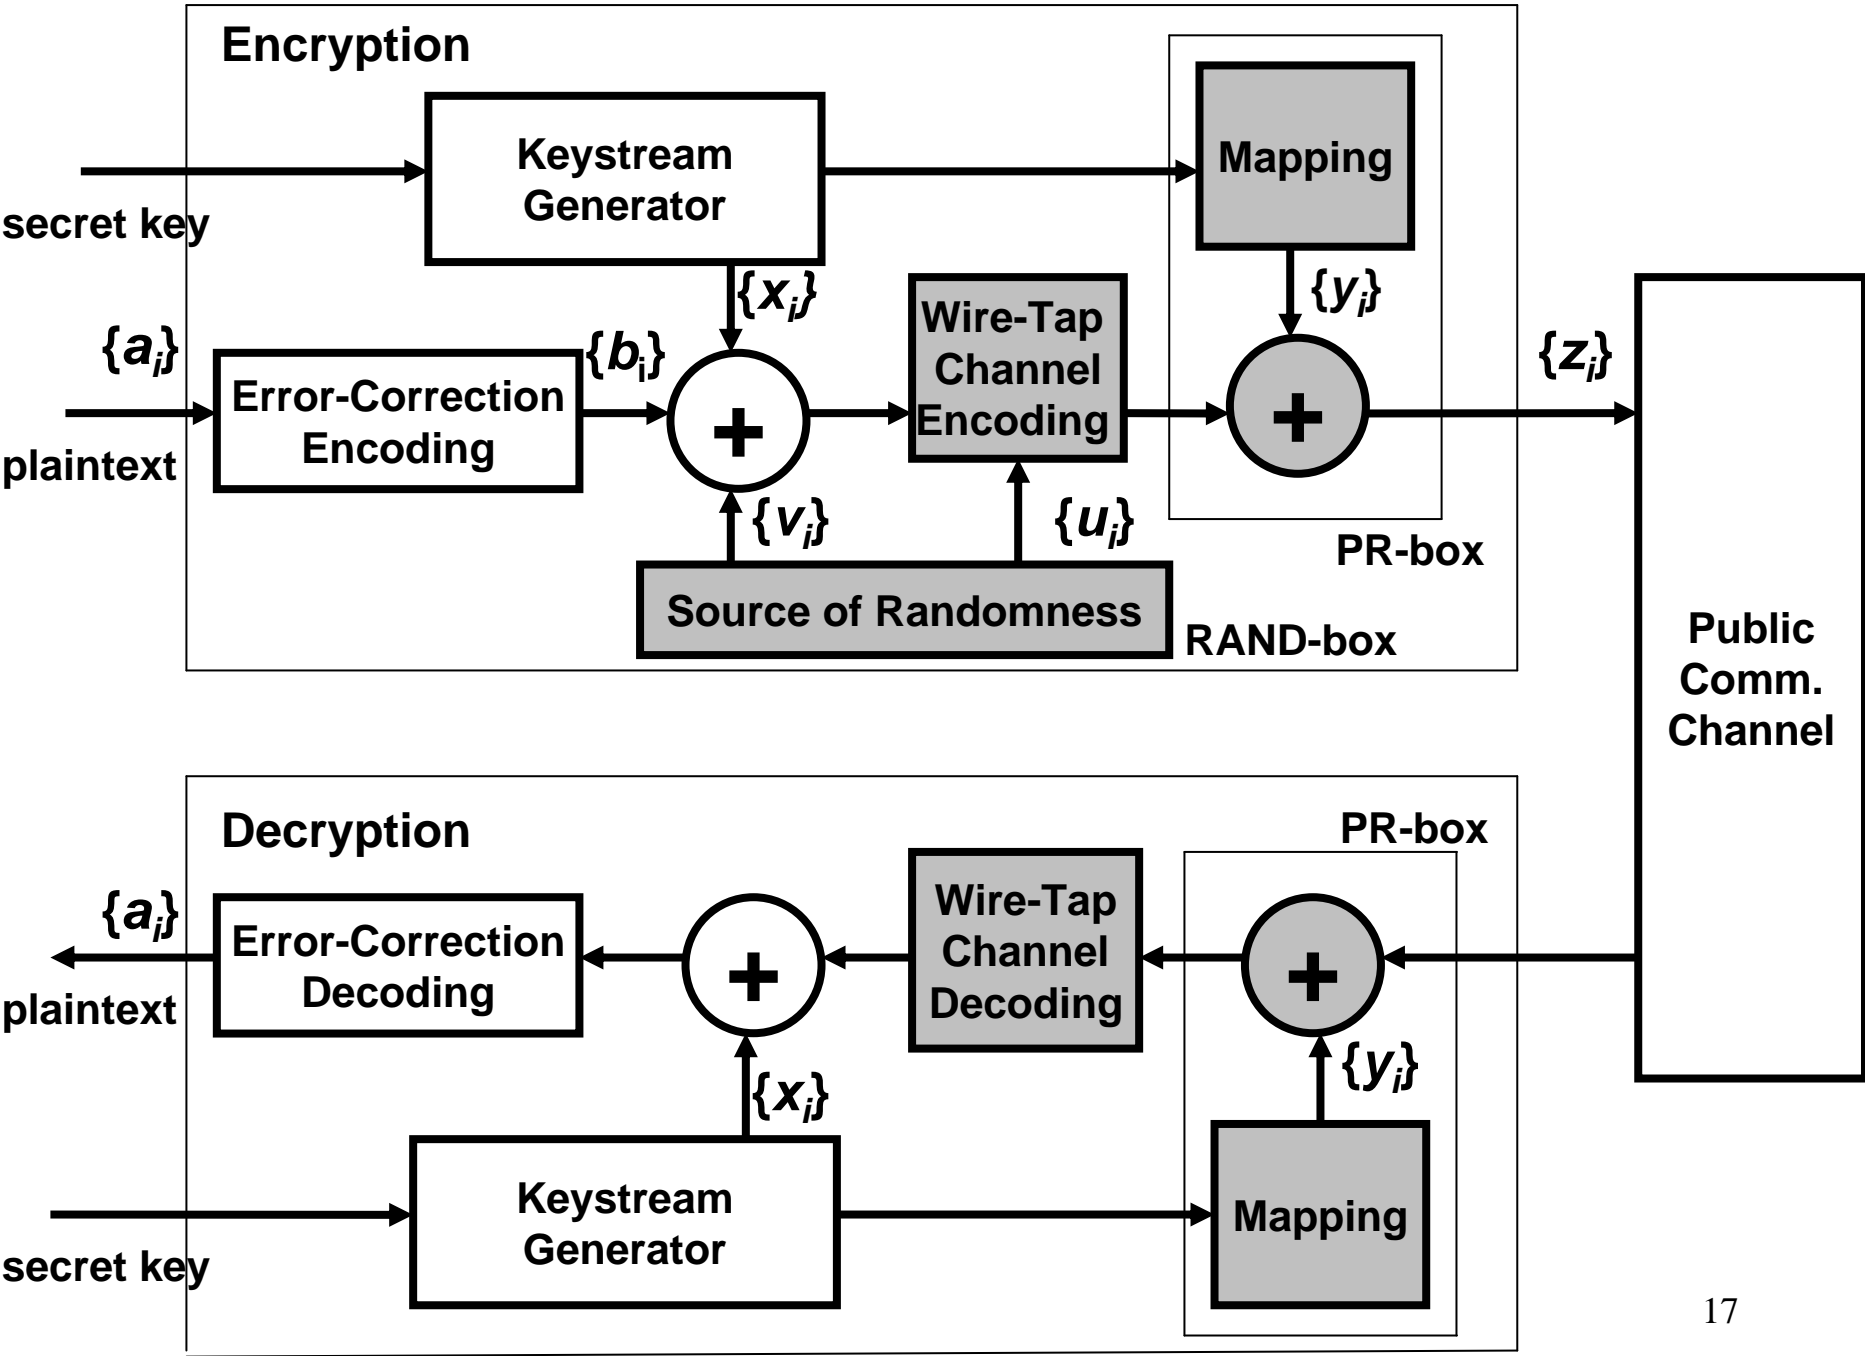 Encryption
Keystream
Generator
Mapping
secret key
{xᵢ}
{yᵢ}
{aᵢ}
{bᵢ}
Wire-Tap
Channel
Encoding
{zᵢ}
Error-Correction
Encoding
+
+
plaintext
{vᵢ}
{uᵢ}
PR-box
Source of Randomness
RAND-box
Public
Comm.
Channel
Decryption
PR-box
{aᵢ}
Error-Correction
Decoding
+
Wire-Tap
Channel
Decoding
+
plaintext
{xᵢ}
{yᵢ}
Keystream
Generator
Mapping
secret key
17